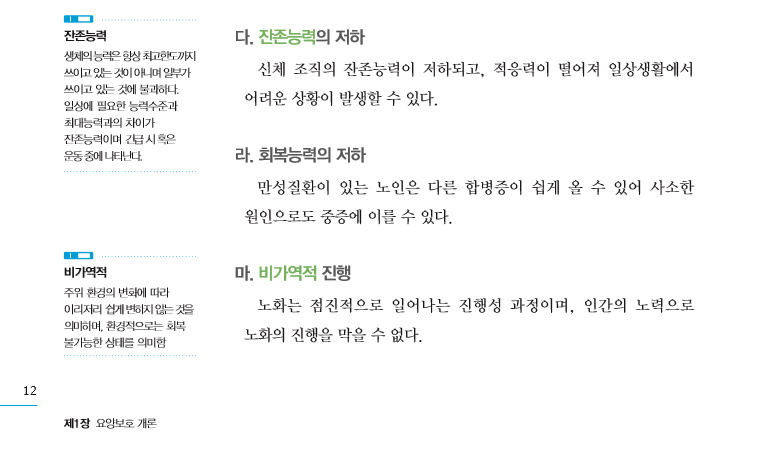 잔존능력
생체의 능력은 항상 최고한도까지
쓰이고 있는 것이 아니며 일부가
쓰이고 있는 것에 불과하다.
일상에 필요한 능력수준과
최대능력과의 차이가
잔존능력이며 긴급 시 혹은
운동 중에 나타난다.
비가역적
주위 환경의 변화에 따라
이리저리 쉽게 변하지 않는 것을
의미하며, 환경적으로는 회복
불가능한 상태를 의미함
다. 잔존능력의 저하
신체 조직의 잔존능력이 저하되고, 적응력이 떨어져 일상생활에서
어려운 상황이 발생할 수 있다.
라. 회복능력의 저하
만성질환이 있는 노인은 다른 합병증이 쉽게 올 수 있어 사소한
원인으로도 중증에 이를 수 있다.
마. 비가역적 진행
노화는 점진적으로 일어나는 진행성 과정이며, 인간의 노력으로
노화의 진행을 막을 수 없다.
12
제1장 요양보호 개론